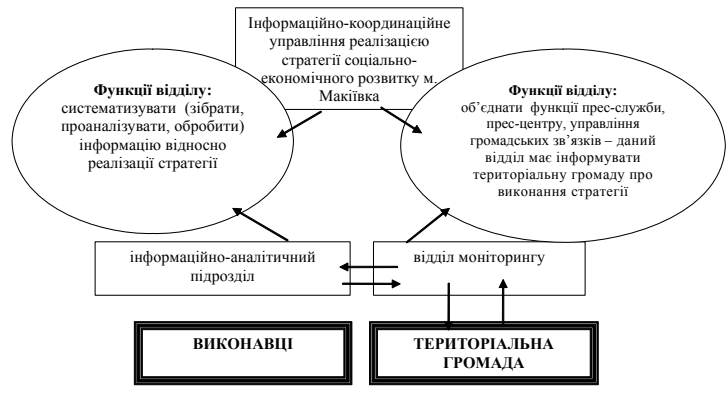 Інформаційно-координаційне
управління реалізацією
стратегії соціально-
економічного розвитку м.
Макіївка
Функції відділу:
систематизувати (зібрати,
проаналізувати, обробити)
інформацію відносно
реалізації стратегії
Функції відділу:
об’єднати функції прес-служби,
прес-центру, управління
громадських зв’язків – даний
відділ має інформувати
територіальну громаду про
виконання стратегії
інформаційно-аналітичний
підрозділ
відділ моніторингу
ВИКОНАВЦІ
ТЕРИТОРІАЛЬНА
ГРОМАДА